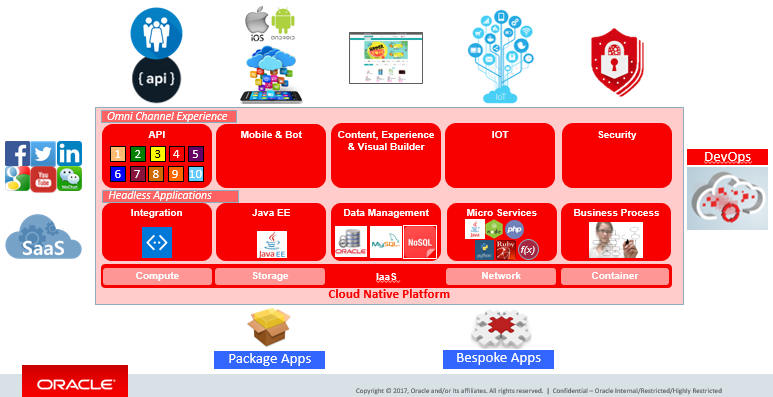 iOS
ANDROID
{ api }
IoT
Omni Channel Experience
API
Mobile & Bot
Content, Experience
& Visual Builder
IOT
Security
1 2 3 4 5
6 7 8 9 10
You
Tube
WeChat
DevOps
Headless Applications
Integration
Java EE
Data Management
Micro Services
Business Process
SaaS
Java EE
ORACLE
MySQL
NoSQL
Java
php
python
Ruby
f(x)
Compute
Storage
IaaS
Network
Container
Cloud Native Platform
Package Apps
Bespoke Apps
ORACLE
Copyright © 2017, Oracle and/or its affiliates. All rights reserved. | Confidential – Oracle Internal/Restricted/Highly Restricted